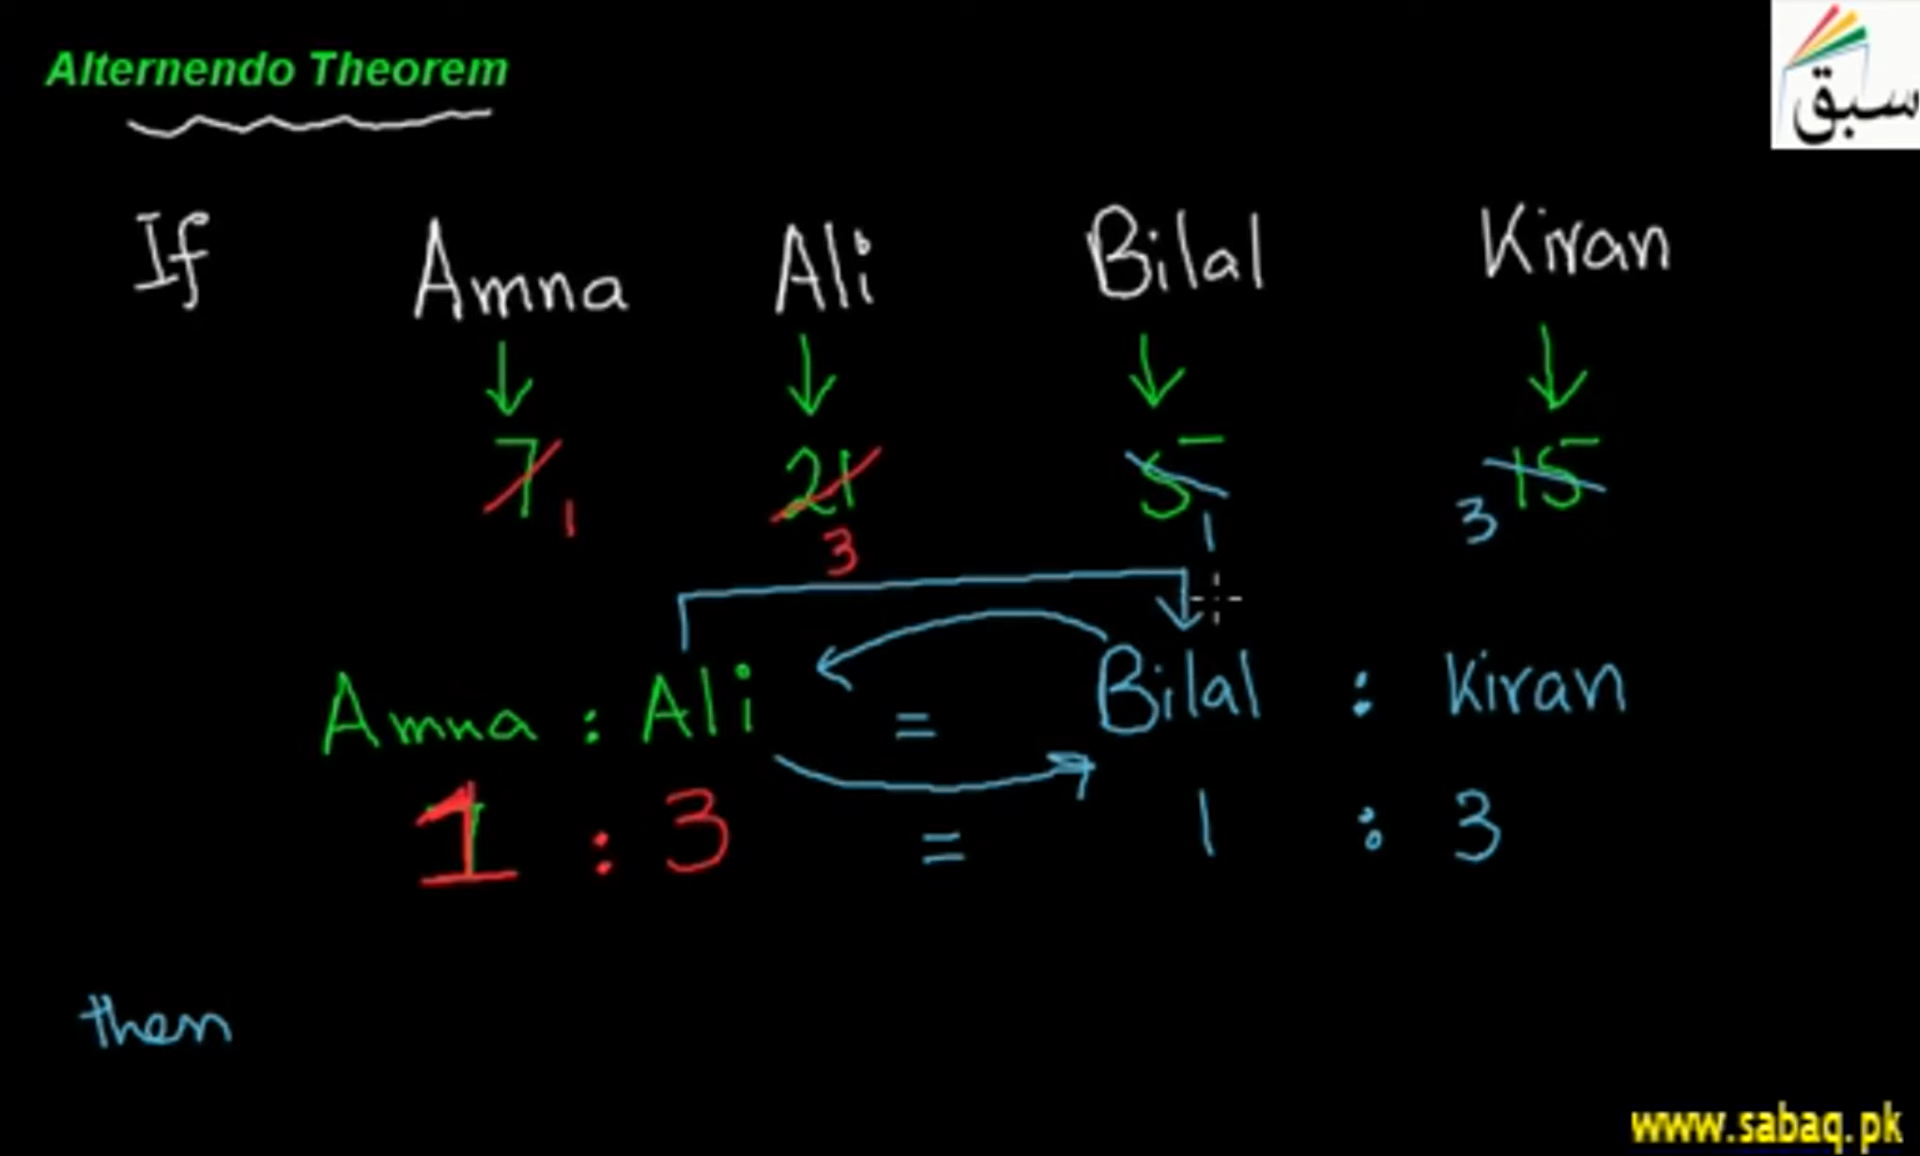 Alternendo Theorem
سبق
If Amna Ali Bilal Kiran
7 21 5 15
1 3 1 3
Amna : Ali = Bilal : Kiran
1 : 3 = 1 : 3
then
www.sabaq.pk